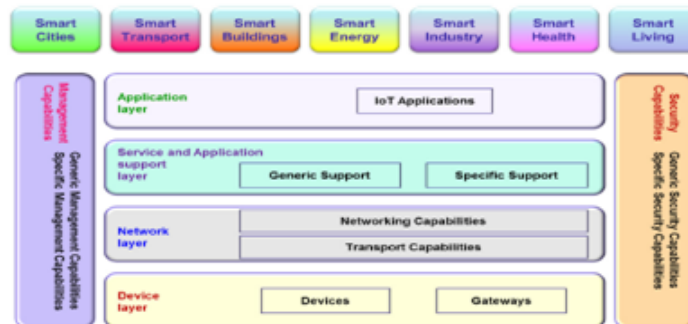 Smart Cities
Smart Transport
Smart Buildings
Smart Energy
Smart Industry
Smart Health
Smart Living
Management Capabilities
Generic Management Capabilities
Specific Management Capabilities
Application layer
IoT Applications
Service and Application support layer
Generic Support
Specific Support
Network layer
Networking Capabilities
Transport Capabilities
Device layer
Devices
Gateways
Security Capabilities
Generic Security Capabilities
Specific Security Capabilities